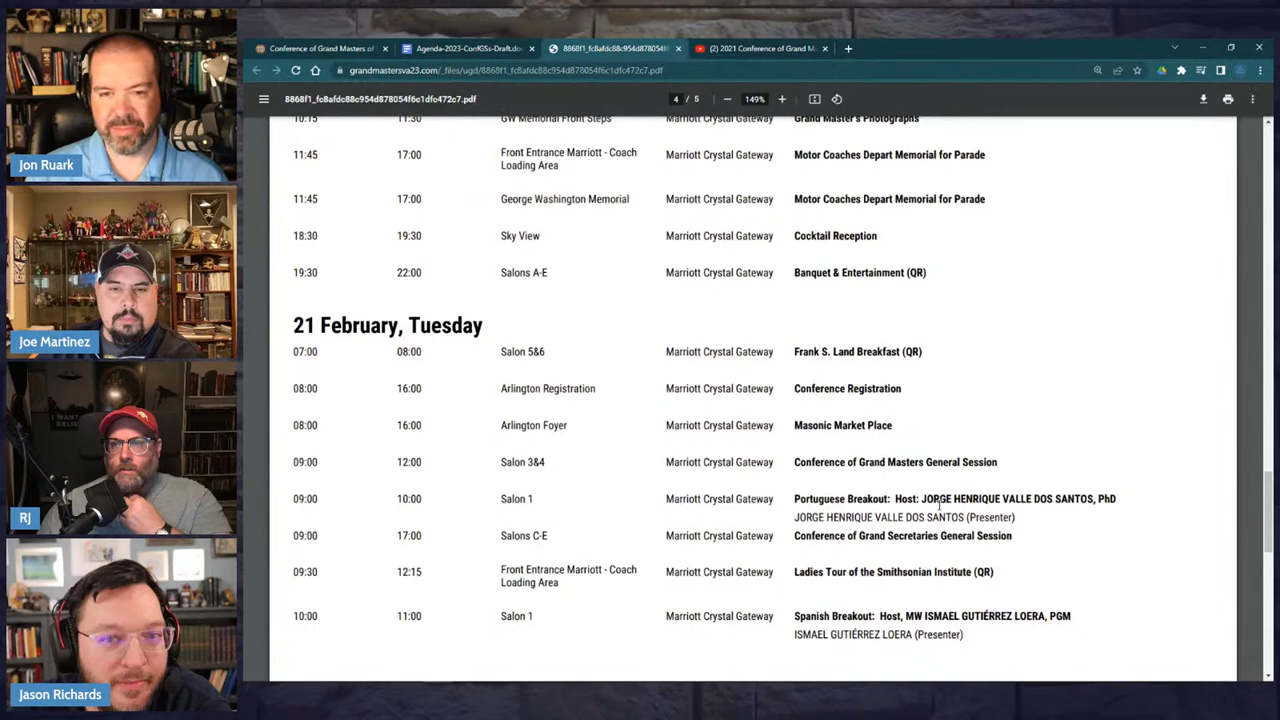 Conference of Grand Masters of
Agenda-2023-ConfGSs-Draft.doc
8868f1_fc8afdc88c954d878054f
(2) 2021 Conference of Grand M
grandmastersva23.com/_files/ugd/8868f1_fc8afdc88c954d878054f6c1dfc472c7.pdf
8868f1_fc8afdc88c954d878054f6c1dfc472c7.pdf
4 / 5
149%
10:15 11:30 GW Memorial Front Steps Marriott Crystal Gateway Grand Master's Photographs
11:45 17:00 Front Entrance Marriott - Coach Loading Area Marriott Crystal Gateway Motor Coaches Depart Memorial for Parade
11:45 17:00 George Washington Memorial Marriott Crystal Gateway Motor Coaches Depart Memorial for Parade
18:30 19:30 Sky View Marriott Crystal Gateway Cocktail Reception
19:30 22:00 Salons A-E Marriott Crystal Gateway Banquet & Entertainment (QR)
21 February, Tuesday
07:00 08:00 Salon 5&6 Marriott Crystal Gateway Frank S. Land Breakfast (QR)
08:00 16:00 Arlington Registration Marriott Crystal Gateway Conference Registration
08:00 16:00 Arlington Foyer Marriott Crystal Gateway Masonic Market Place
09:00 12:00 Salon 3&4 Marriott Crystal Gateway Conference of Grand Masters General Session
09:00 10:00 Salon 1 Marriott Crystal Gateway Portuguese Breakout: Host: JORGE HENRIQUE VALLE DOS SANTOS, PhD
JORGE HENRIQUE VALLE DOS SANTOS (Presenter)
09:00 17:00 Salons C-E Marriott Crystal Gateway Conference of Grand Secretaries General Session
09:30 12:15 Front Entrance Marriott - Coach Loading Area Marriott Crystal Gateway Ladies Tour of the Smithsonian Institute (QR)
10:00 11:00 Salon 1 Marriott Crystal Gateway Spanish Breakout: Host, MW ISMAEL GUTIÉRREZ LOERA, PGM
ISMAEL GUTIÉRREZ LOERA (Presenter)
Jon Ruark
Joe Martinez
I WANT
BELIE
RJ
Jason Richards